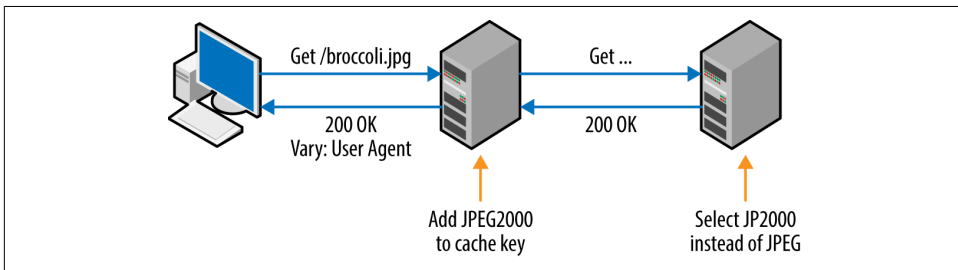 Get /broccoli.jpg
Get ...
200 OK
Vary: User Agent
200 OK
Add JPEG2000
to cache key
Select JP2000
instead of JPEG